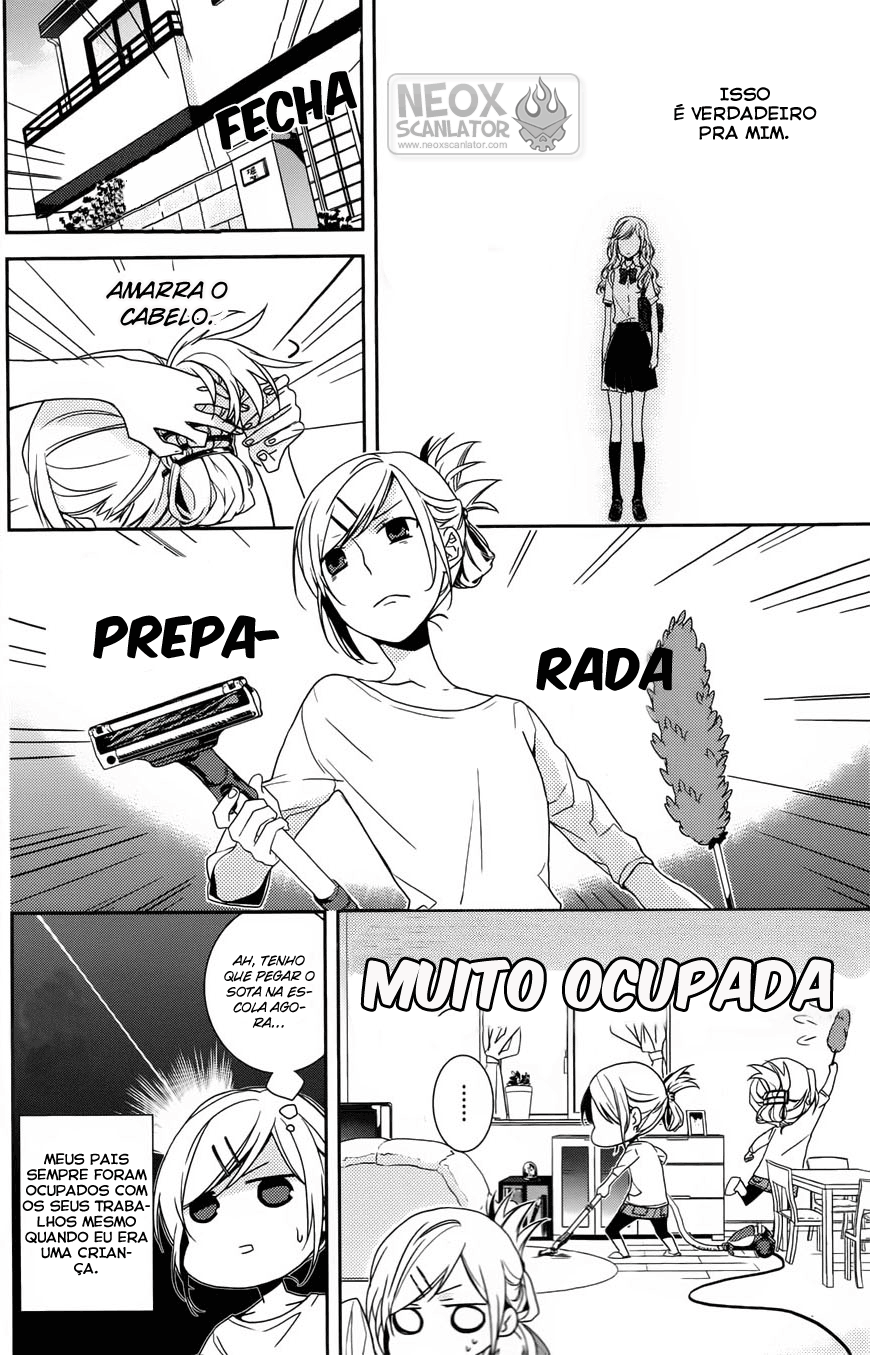 ISSO
É VERDADEIRO
PRA MIM.
NEOX
SCANLATOR
www.neoxscanlator.com
FECHA
AMARRA O
CABELO.
PREPA-
RADA
MUITO OCUPADA
.......
AH, TENHO
QUE PEGAR O
SOTA NA ES-
COLA AGO-
RA...
MEUS PAIS
SEMPRE FORAM
OCUPADOS COM
OS SEUS TRABA-
LHOS MESMO
QUANDO EU ERA
UMA CRIAN-
ÇA.